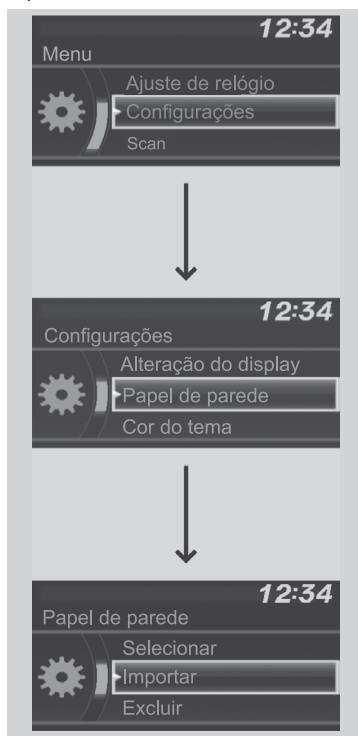 12:34
Menu
Ajuste de relógio
Configurações
Scan
12:34
Configurações
Alteração do display
Papel de parede
Cor do tema
12:34
Papel de parede
Selecionar
Importar
Excluir